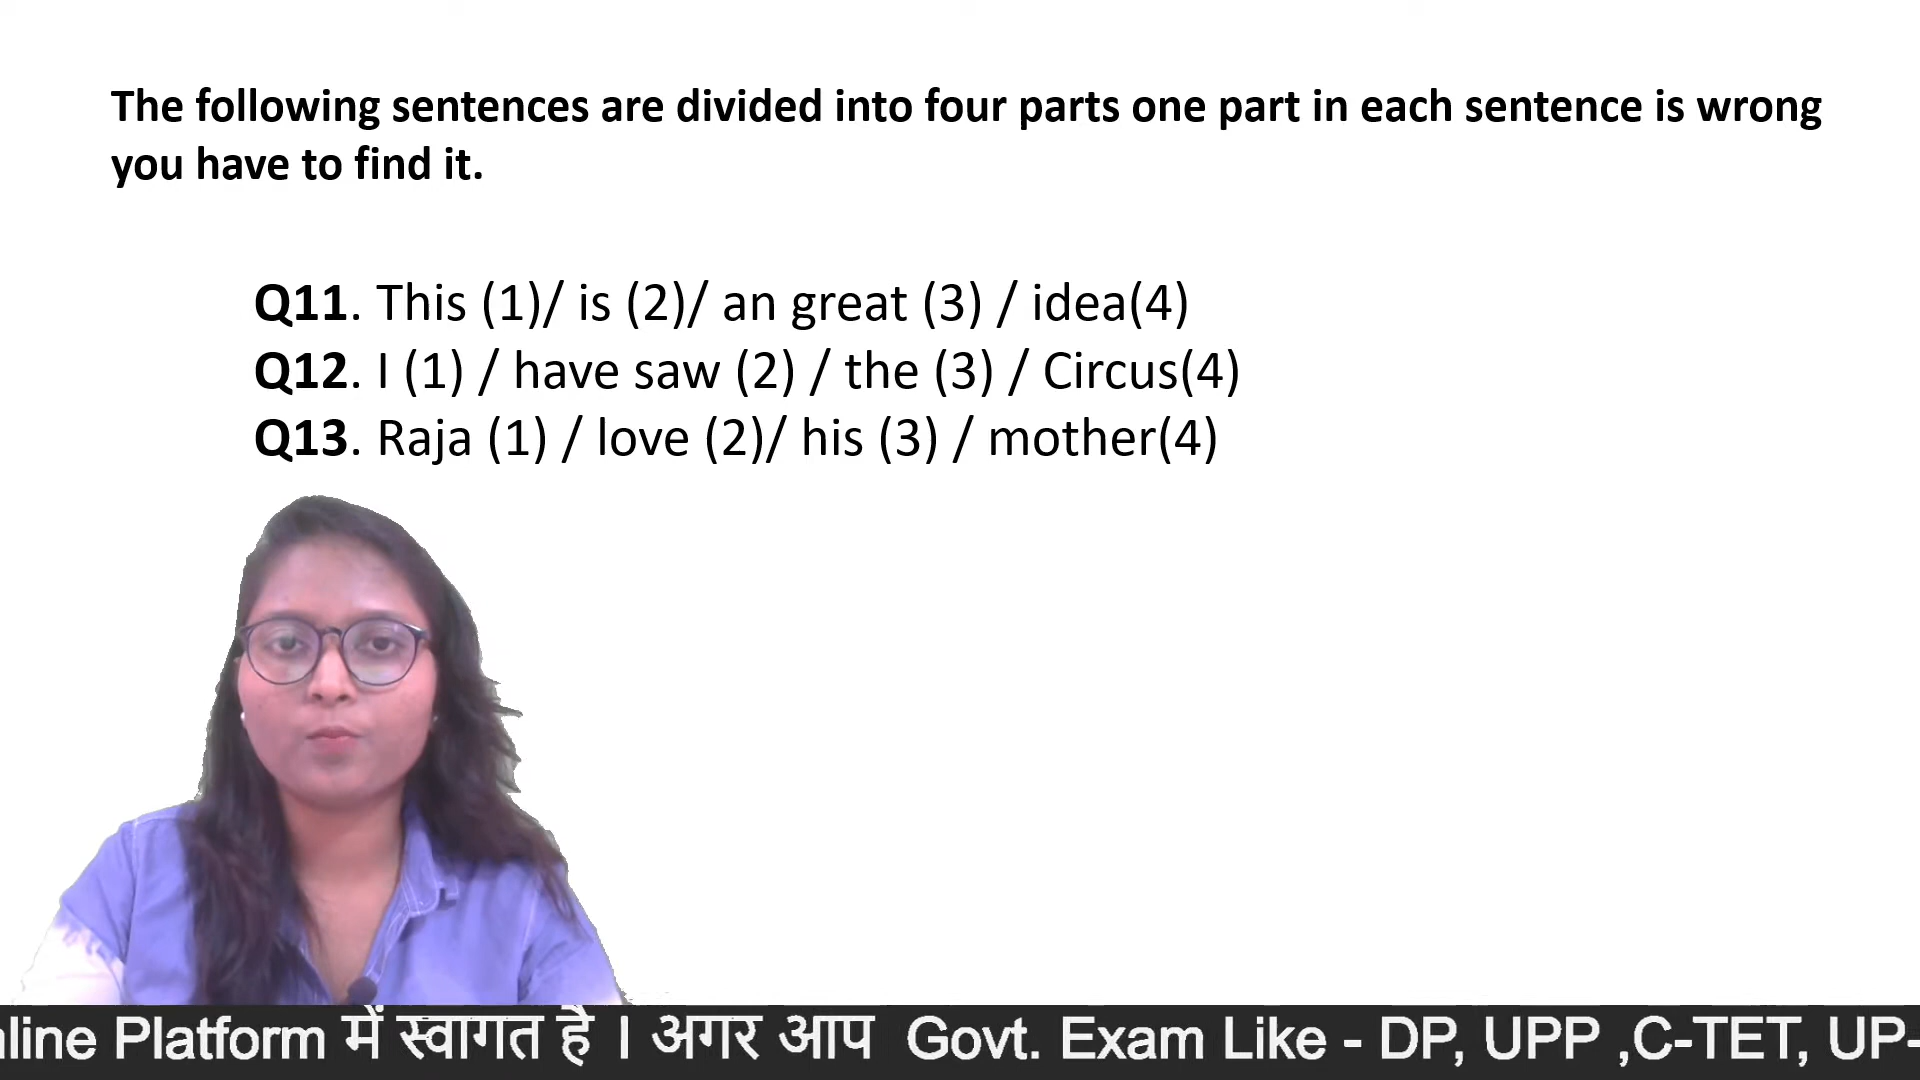 The following sentences are divided into four parts one part in each sentence is wrong
you have to find it.
Q11. This (1)/ is (2)/ an great (3) / idea(4)
Q12. I (1) / have saw (2) / the (3) / Circus(4)
Q13. Raja (1) / love (2)/ his (3) / mother(4)
Platform में स्वागत है । अगर आप Govt. Exam Like - DP, UPP ,C-TET, UP-